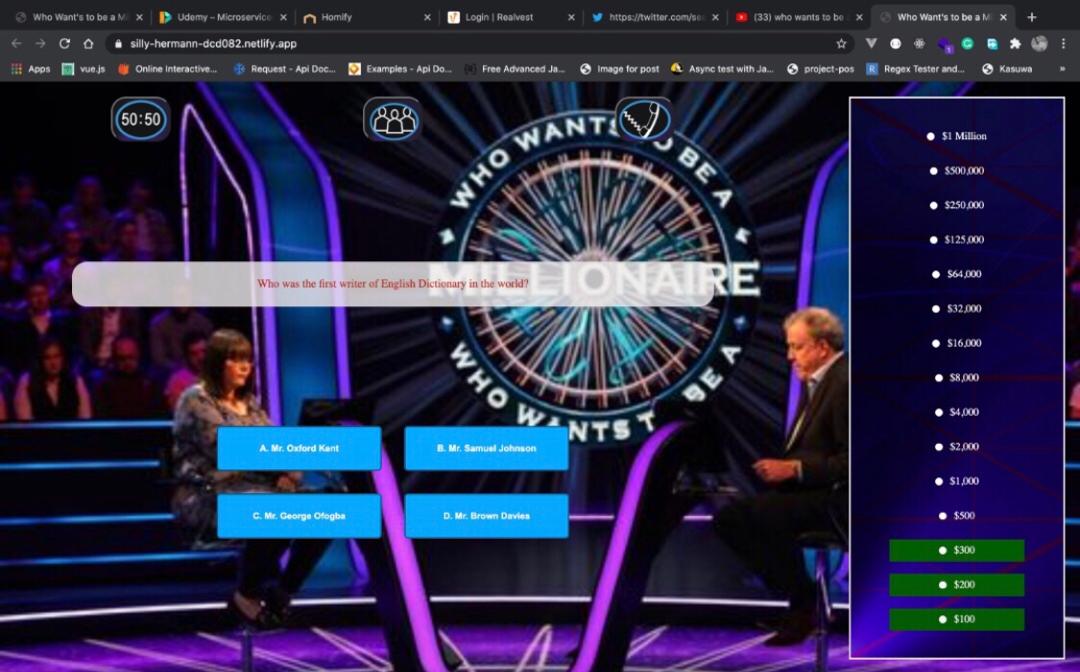 Who Want's to be a Mi
Udemy – Microservice
Homify
Login | Realvest
https://twitter.com/se
(33) who wants to be
Who Want's to be a Mi
silly-hermann-dcd082.netlify.app
Apps
vue.js
Online Interactive...
Request - Api Doc...
Examples - Api Do...
Free Advanced Ja...
Image for post
Async test with Ja...
project-pos
Regex Tester and...
Kasuwa
»
50:50
WHO WANTS TO BE A
MILLIONAIRE
WHO WANTS T BE A
Who was the first writer of English Dictionary in the world?
A. Mr. Oxford Kent
B. Mr. Samuel Johnson
C. Mr. George Ofogba
D. Mr. Brown Davies
$1 Million
$500,000
$250,000
$125,000
$64,000
$32,000
$16,000
$8,000
$4,000
$2,000
$1,000
$500
$300
$200
$100